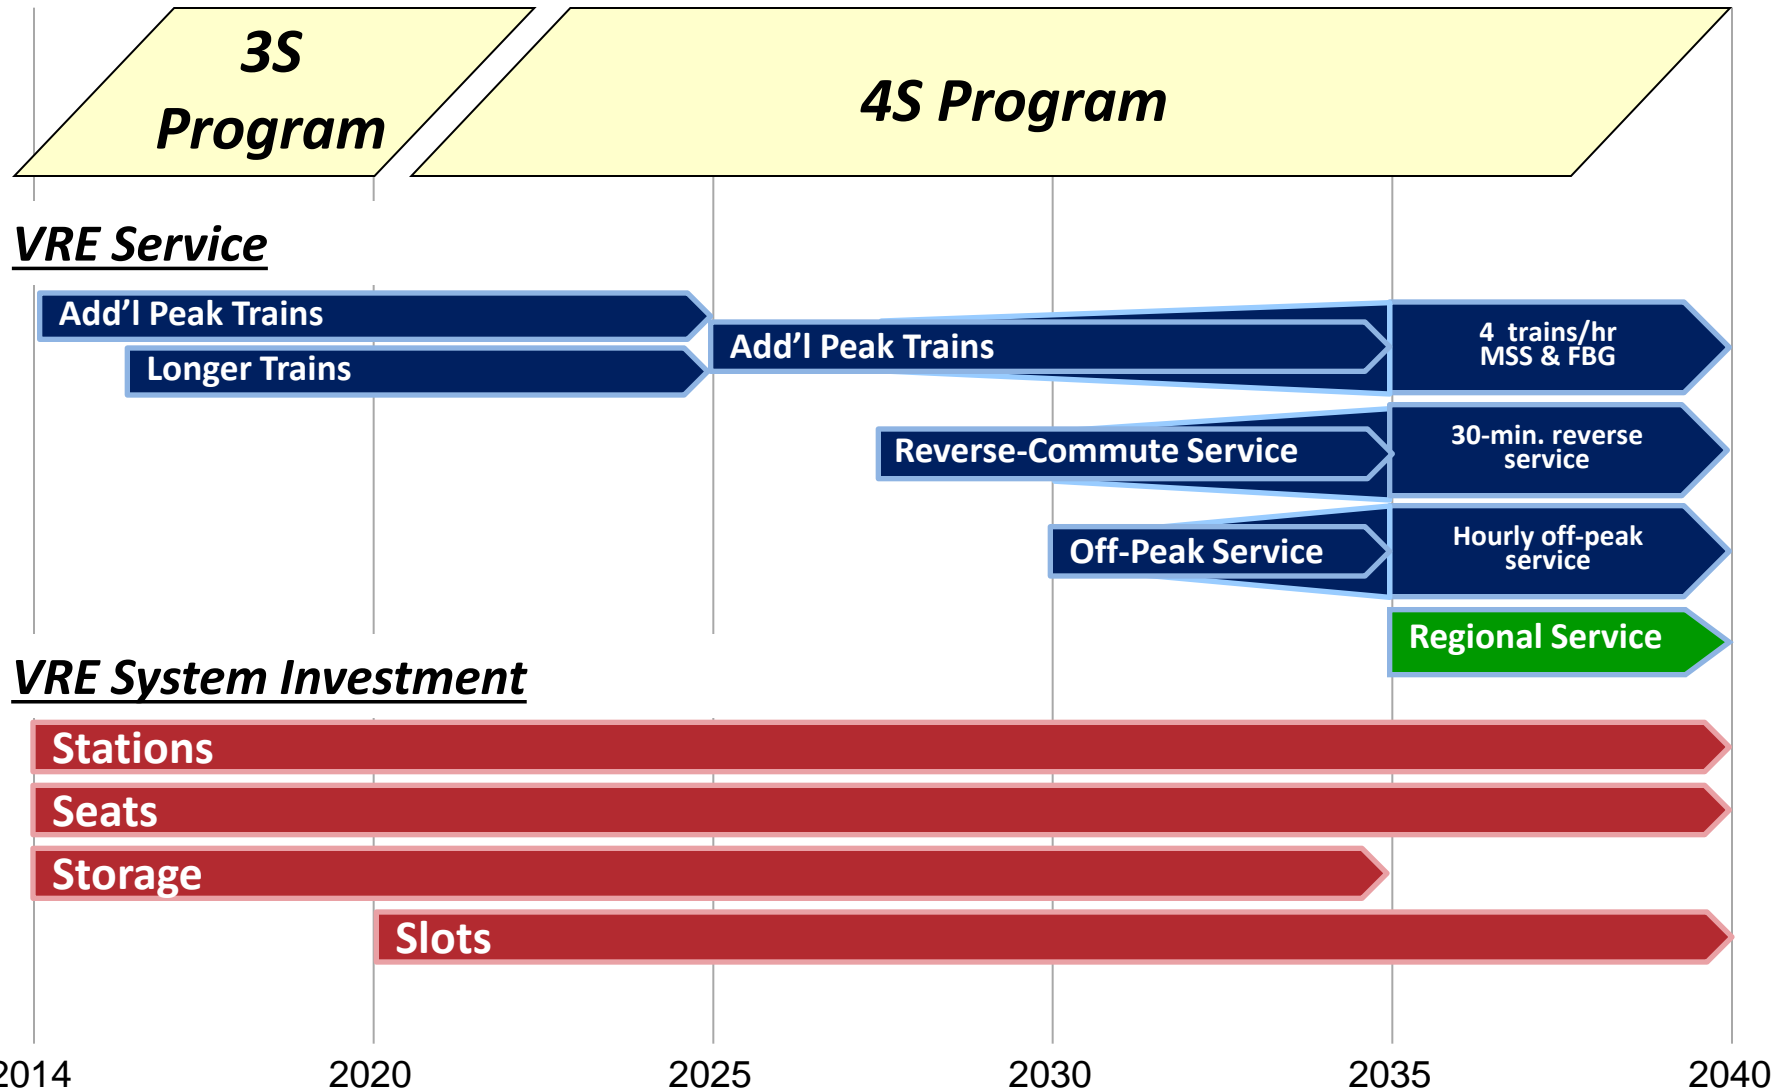 3S
Program
4S Program
VRE Service
Add'l Peak Trains
Longer Trains
Add'l Peak Trains
4 trains/hr
MSS & FBG
Reverse-Commute Service
30-min. reverse
service
Off-Peak Service
Hourly off-peak
service
Regional Service
VRE System Investment
Stations
Seats
Storage
Slots
2014 2020 2025 2030 2035 2040